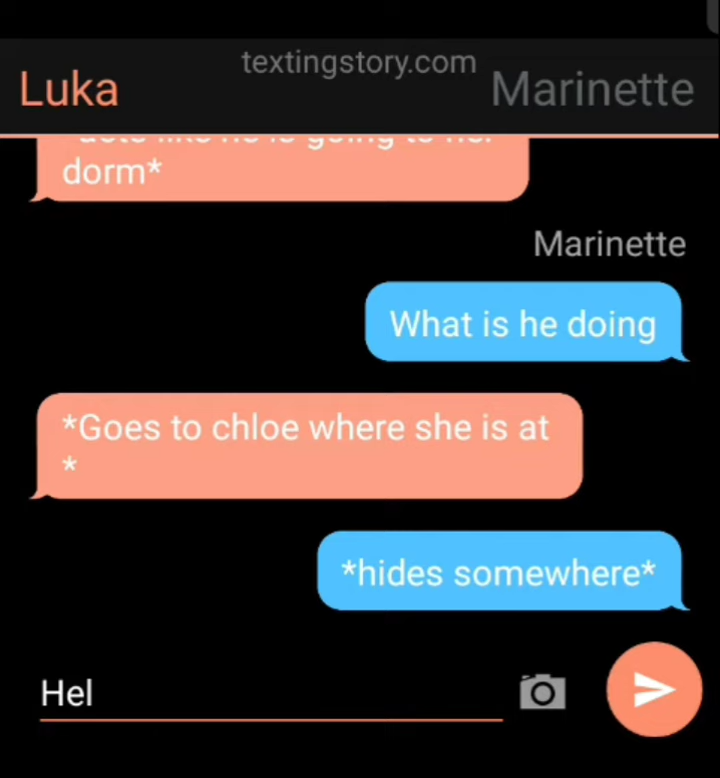 textingstory.com
Luka
Marinette
dorm*
Marinette
What is he doing
*Goes to chloe where she is at
*
*hides somewhere*
Hel